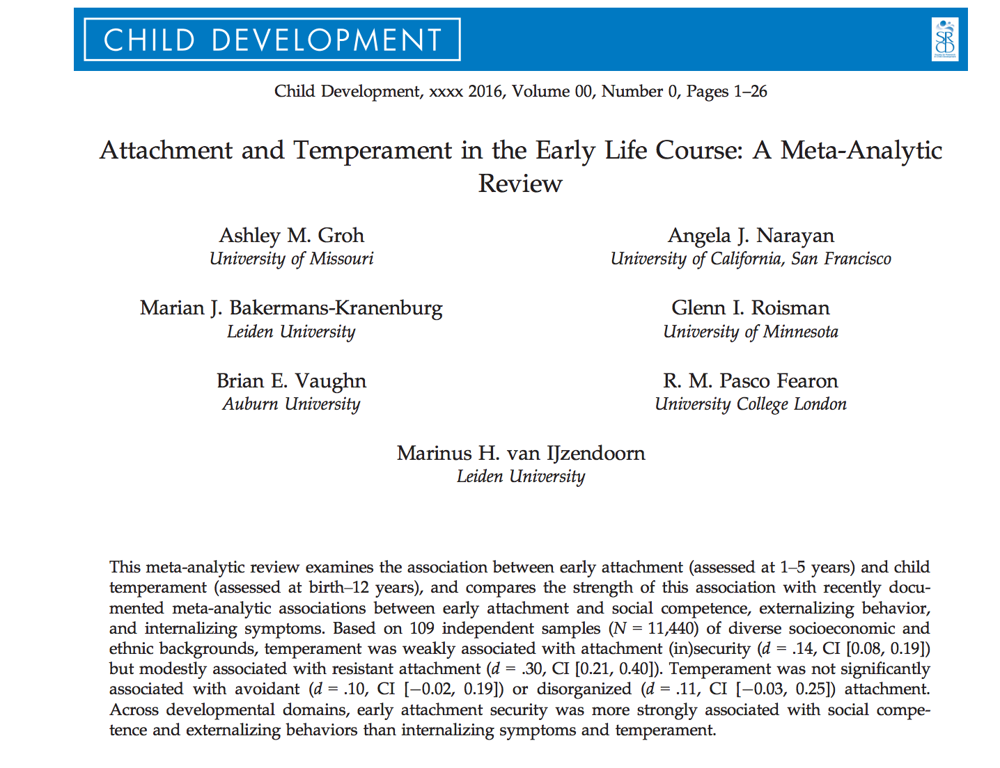 CHILD DEVELOPMENT
SR
CD
Child Development, xxxx 2016, Volume 00, Number 0, Pages 1–26
Attachment and Temperament in the Early Life Course: A Meta-Analytic
Review
Ashley M. Groh
University of Missouri
Angela J. Narayan
University of California, San Francisco
Marian J. Bakermans-Kranenburg
Leiden University
Glenn I. Roisman
University of Minnesota
Brian E. Vaughn
Auburn University
R. M. Pasco Fearon
University College London
Marinus H. van IJzendoorn
Leiden University
This meta-analytic review examines the association between early attachment (assessed at 1–5 years) and child
temperament (assessed at birth–12 years), and compares the strength of this association with recently docu-
mented meta-analytic associations between early attachment and social competence, externalizing behavior,
and internalizing symptoms. Based on 109 independent samples (N = 11,440) of diverse socioeconomic and
ethnic backgrounds, temperament was weakly associated with attachment (in)security (d = .14, CI [0.08, 0.19])
but modestly associated with resistant attachment (d = .30, CI [0.21, 0.40]). Temperament was not significantly
associated with avoidant (d = .10, CI [−0.02, 0.19]) or disorganized (d = .11, CI [−0.03, 0.25]) attachment.
Across developmental domains, early attachment security was more strongly associated with social compe-
tence and externalizing behaviors than internalizing symptoms and temperament.